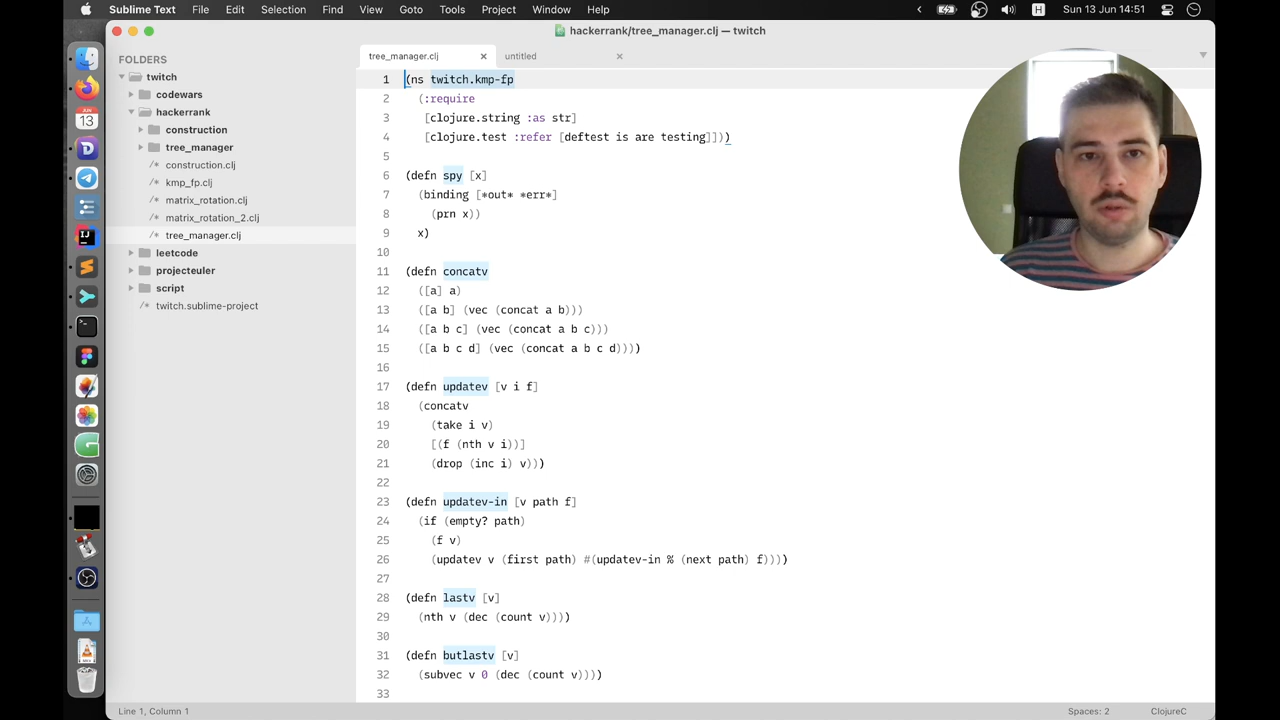 Sublime Text File Edit Selection Find View Goto Tools Project Window Help H Sun 13 Jun 14:51
hackerrank/tree_manager.clj — twitch
FOLDERS
twitch
codewars
hackerrank
construction
tree_manager
/* construction.clj
/* kmp_fp.clj
/* matrix_rotation.clj
/* matrix_rotation_2.clj
/* tree_manager.clj
leetcode
projecteuler
script
/* twitch.sublime-project
JUN
13
IJ
tree_manager.clj × untitled ×
1 (ns twitch.kmp-fp
2 (:require
3 [clojure.string :as str]
4 [clojure.test :refer [deftest is are testing]]))
5
6 (defn spy [x]
7 (binding [*out* *err*]
8 (prn x))
9 x)
10
11 (defn concatv
12 ([a] a)
13 ([a b] (vec (concat a b)))
14 ([a b c] (vec (concat a b c)))
15 ([a b c d] (vec (concat a b c d))))
16
17 (defn updatev [v i f]
18 (concatv
19 (take i v)
20 [(f (nth v i))]
21 (drop (inc i) v)))
22
23 (defn updatev-in [v path f]
24 (if (empty? path)
25 (f v)
26 (updatev v (first path) #(updatev-in % (next path) f))))
27
28 (defn lastv [v]
29 (nth v (dec (count v))))
30
31 (defn butlastv [v]
32 (subvec v 0 (dec (count v))))
33
Line 1, Column 1 Spaces: 2 ClojureC